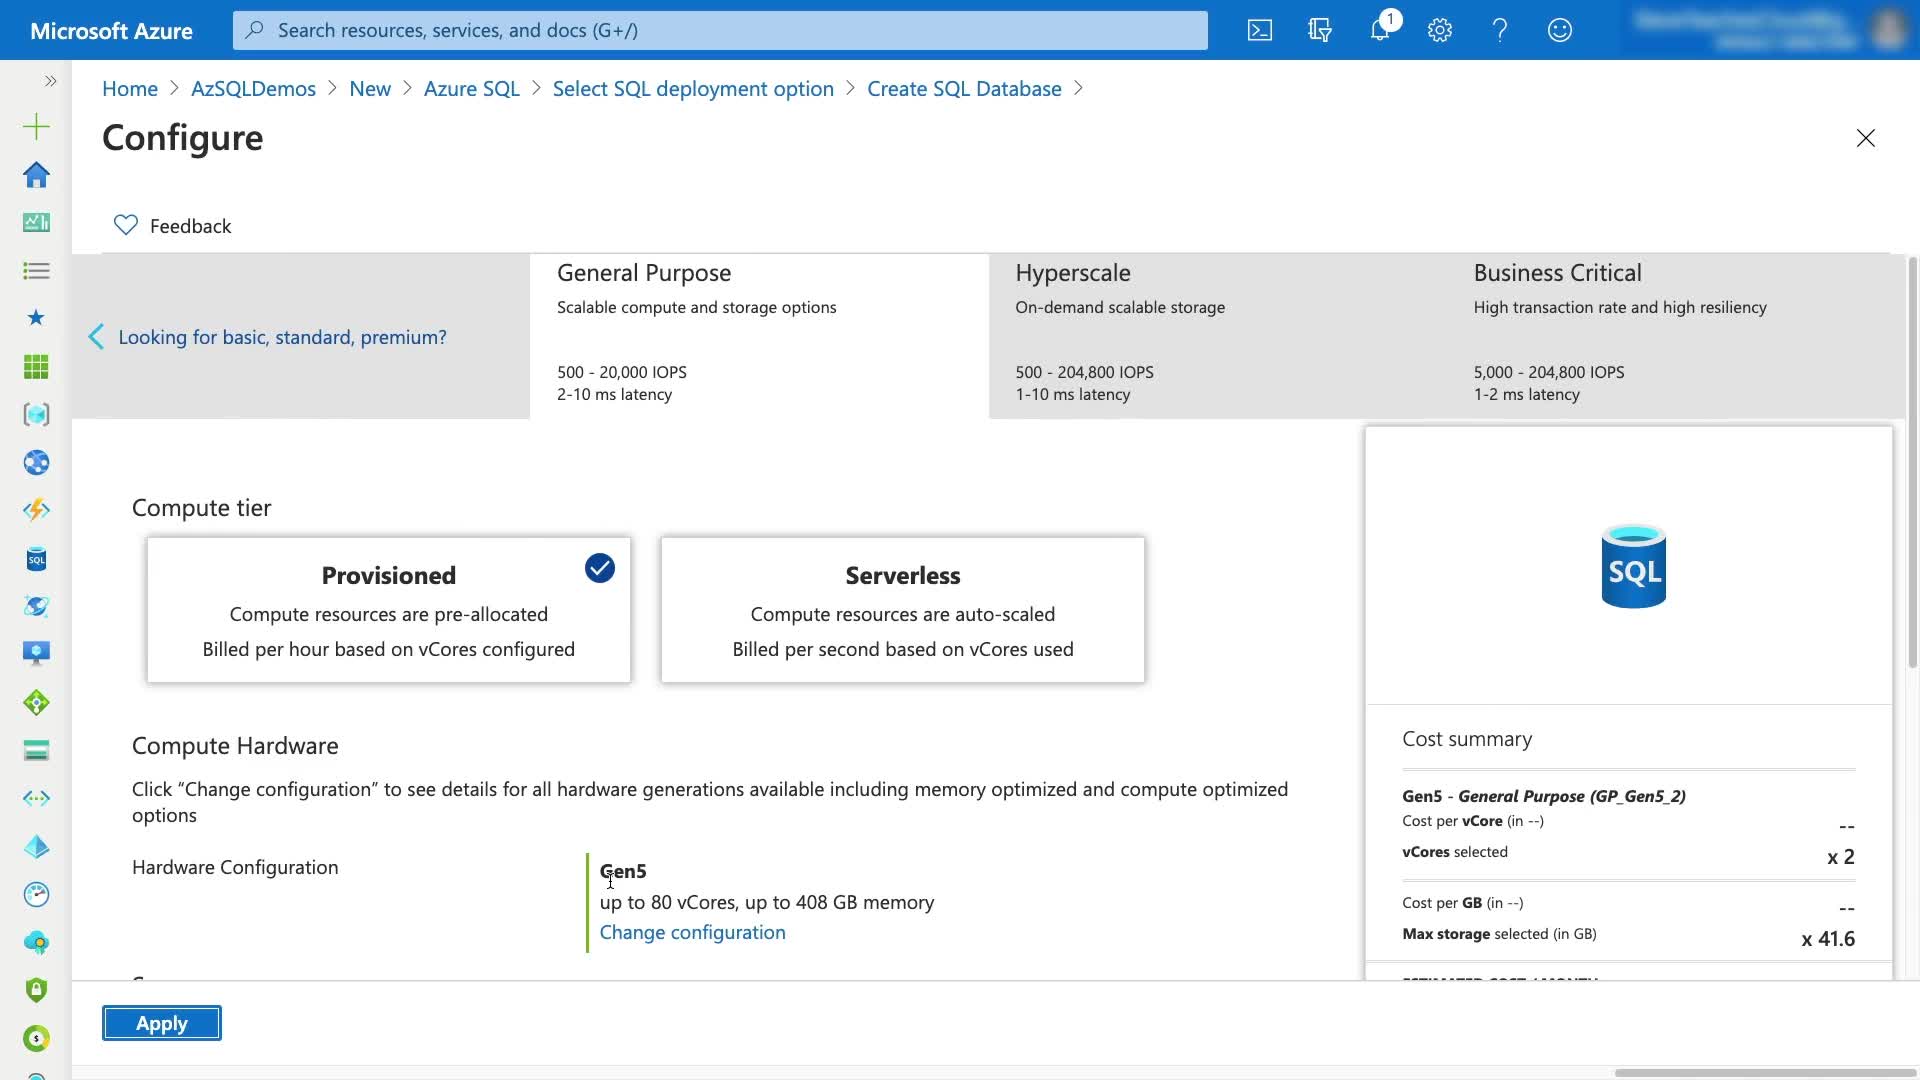 Microsoft Azure
Search resources, services, and docs (G+/)
1
Home > AzSQLDemos > New > Azure SQL > Select SQL deployment option > Create SQL Database >
Configure
Feedback
Looking for basic, standard, premium?
General Purpose
Scalable compute and storage options
500 - 20,000 IOPS
2-10 ms latency
Hyperscale
On-demand scalable storage
500 - 204,800 IOPS
1-10 ms latency
Business Critical
High transaction rate and high resiliency
5,000 - 204,800 IOPS
1-2 ms latency
Compute tier
Provisioned
Compute resources are pre-allocated
Billed per hour based on vCores configured
Serverless
Compute resources are auto-scaled
Billed per second based on vCores used
Compute Hardware
Click “Change configuration” to see details for all hardware generations available including memory optimized and compute optimized
options
Hardware Configuration
Gen5
up to 80 vCores, up to 408 GB memory
Change configuration
SQL
SQL
Cost summary
Gen5 - General Purpose (GP_Gen5_2)
Cost per vCore (in --)
--
vCores selected
x 2
Cost per GB (in --)
--
Max storage selected (in GB)
x 41.6
Apply